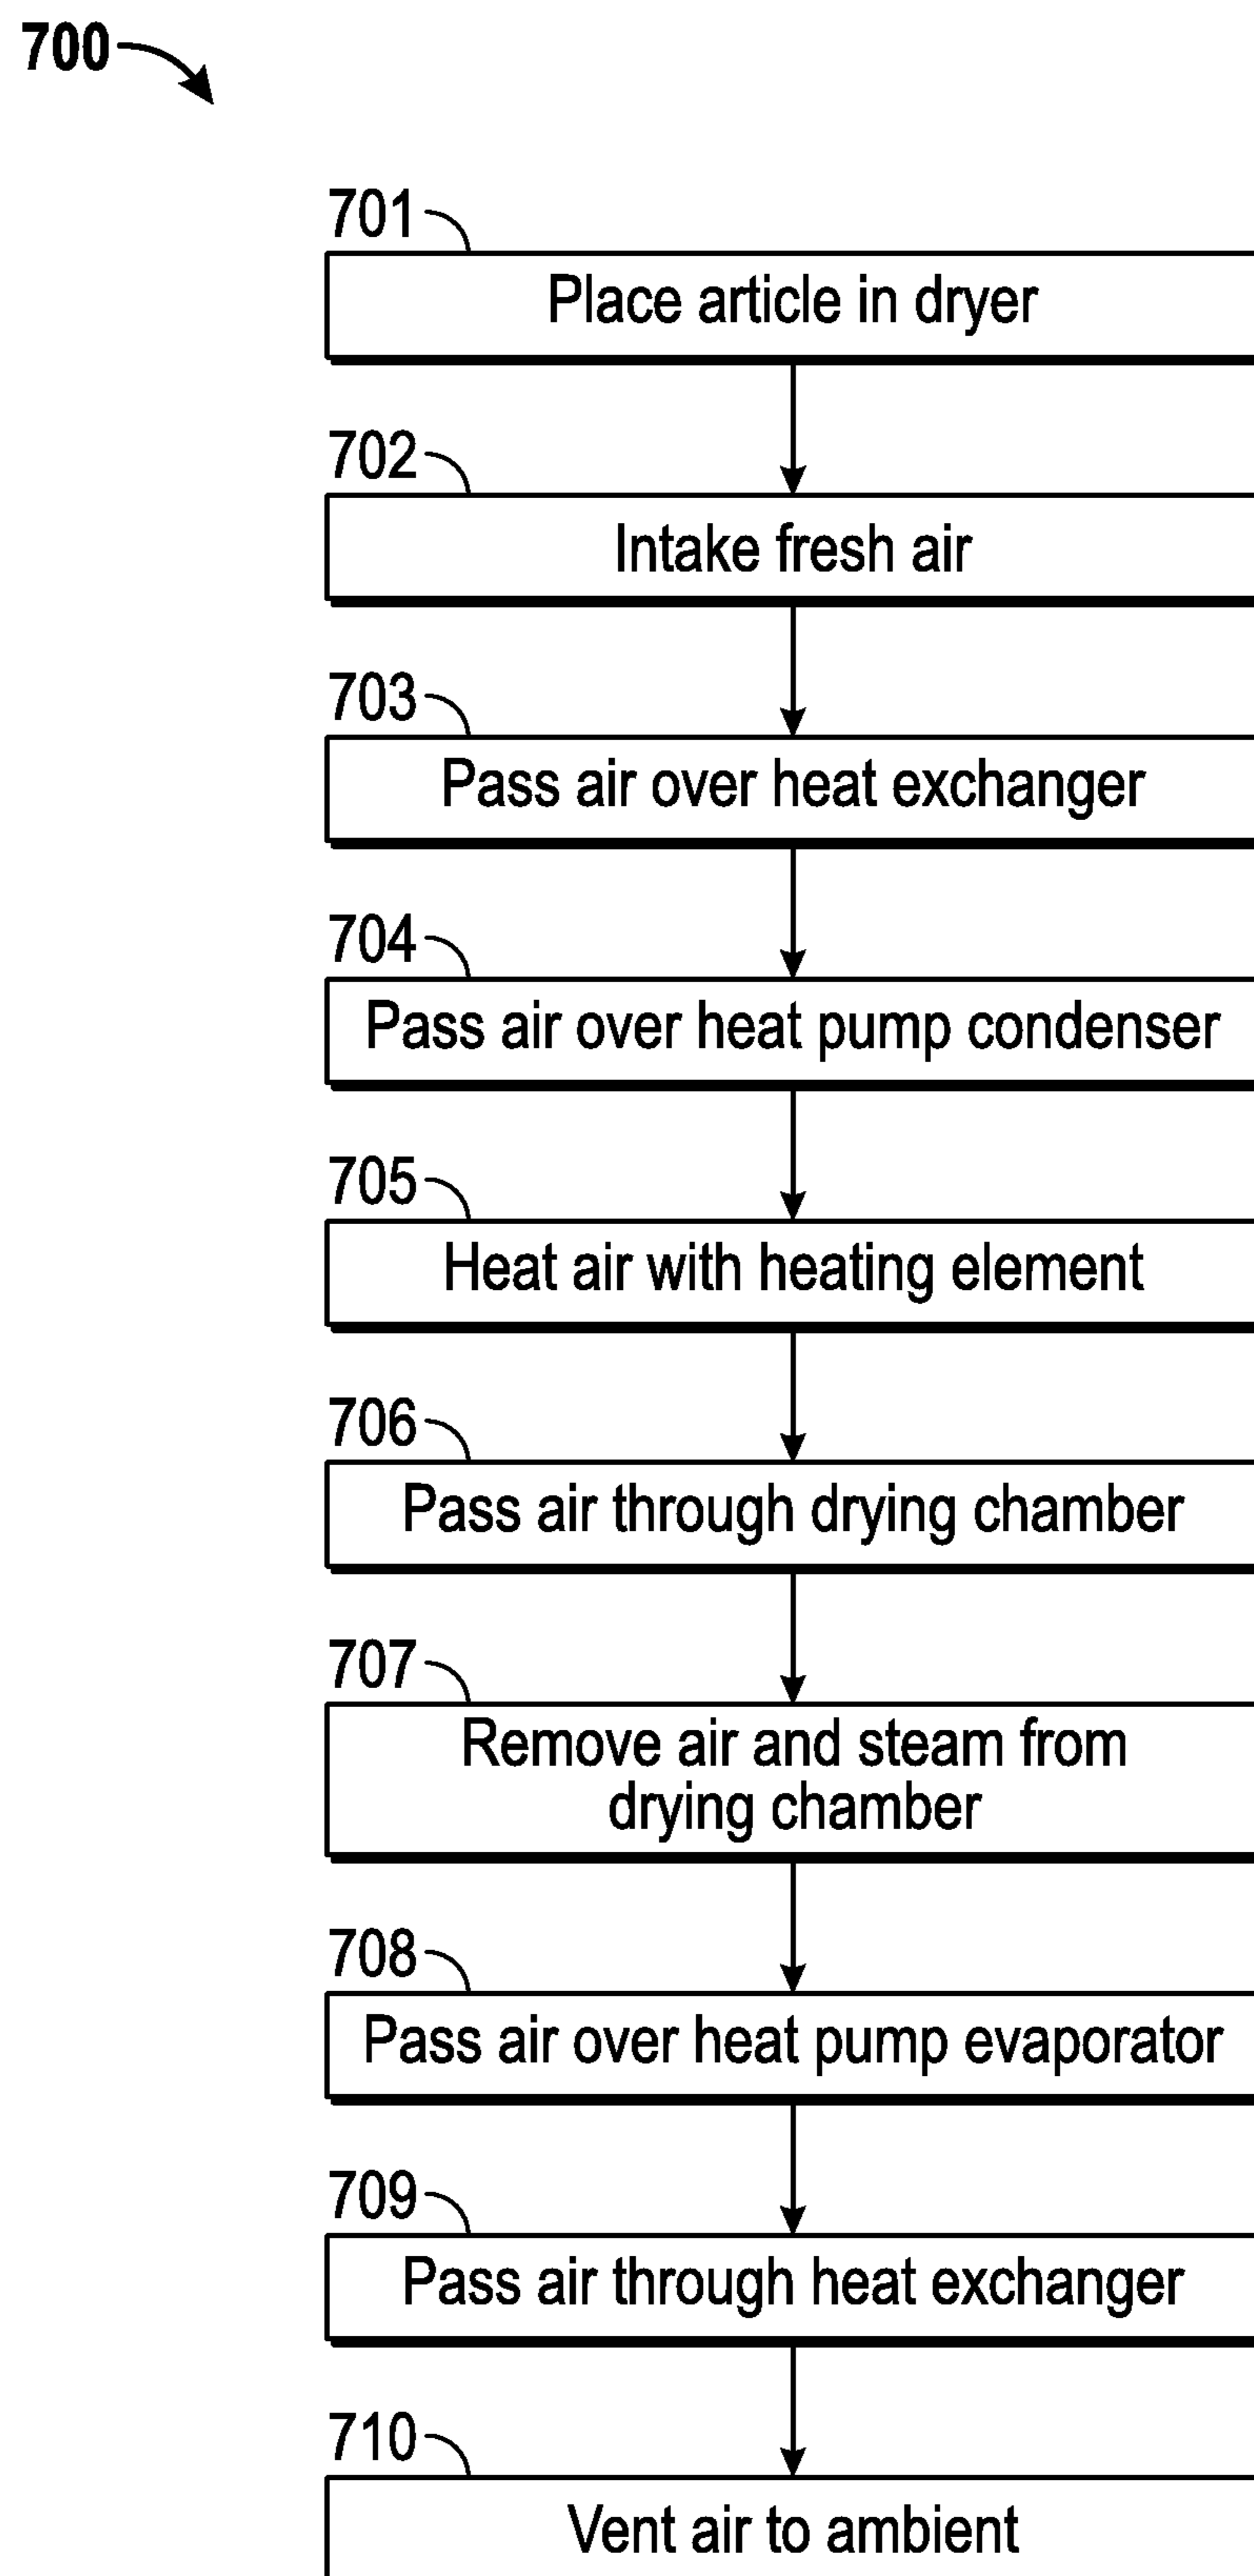 700
701
Place article in dryer
702
Intake fresh air
703
Pass air over heat exchanger
704
Pass air over heat pump condenser
705
Heat air with heating element
706
Pass air through drying chamber
707
Remove air and steam from
drying chamber
708
Pass air over heat pump evaporator
709
Pass air through heat exchanger
710
Vent air to ambient